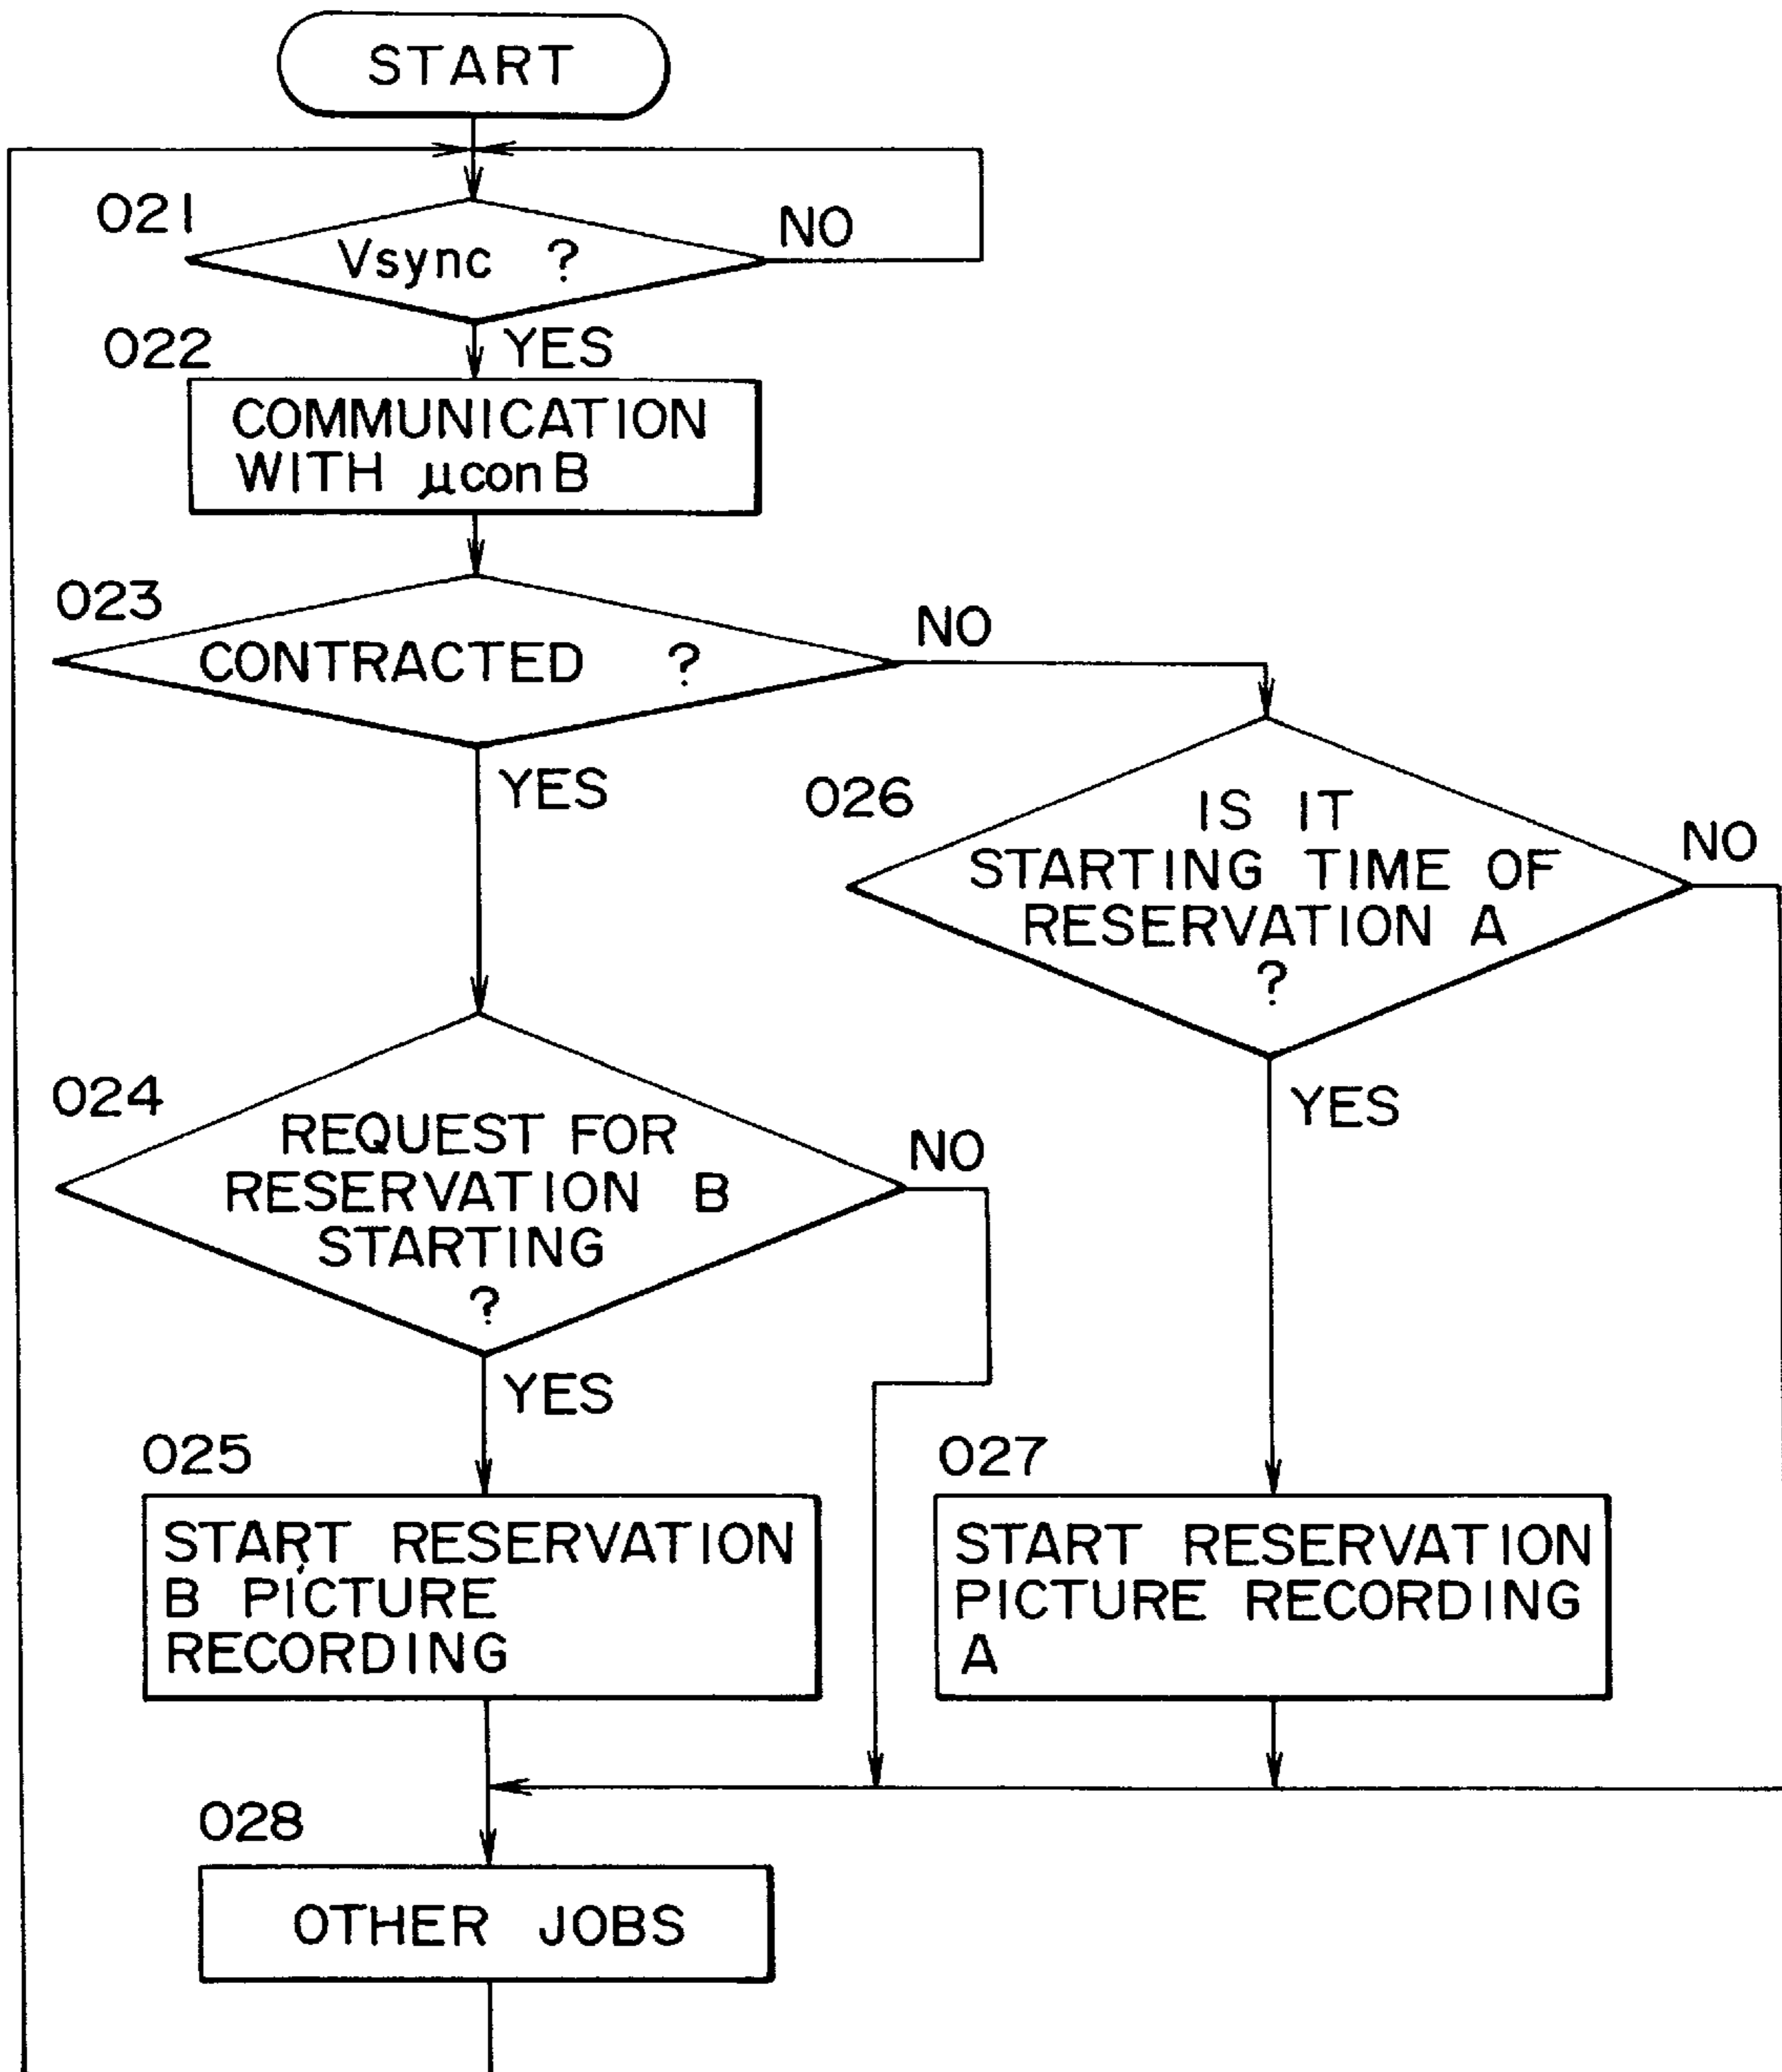 START
021
Vsync ?
NO
022
YES
COMMUNICATION
WITH μcon B
023
CONTRACTED ?
NO
YES
026
IS IT
STARTING TIME OF
RESERVATION A
?
NO
YES
024
REQUEST FOR
RESERVATION B
STARTING
?
NO
YES
025
START RESERVATION
B PICTURE
RECORDING
027
START RESERVATION
PICTURE RECORDING
A
028
OTHER JOBS